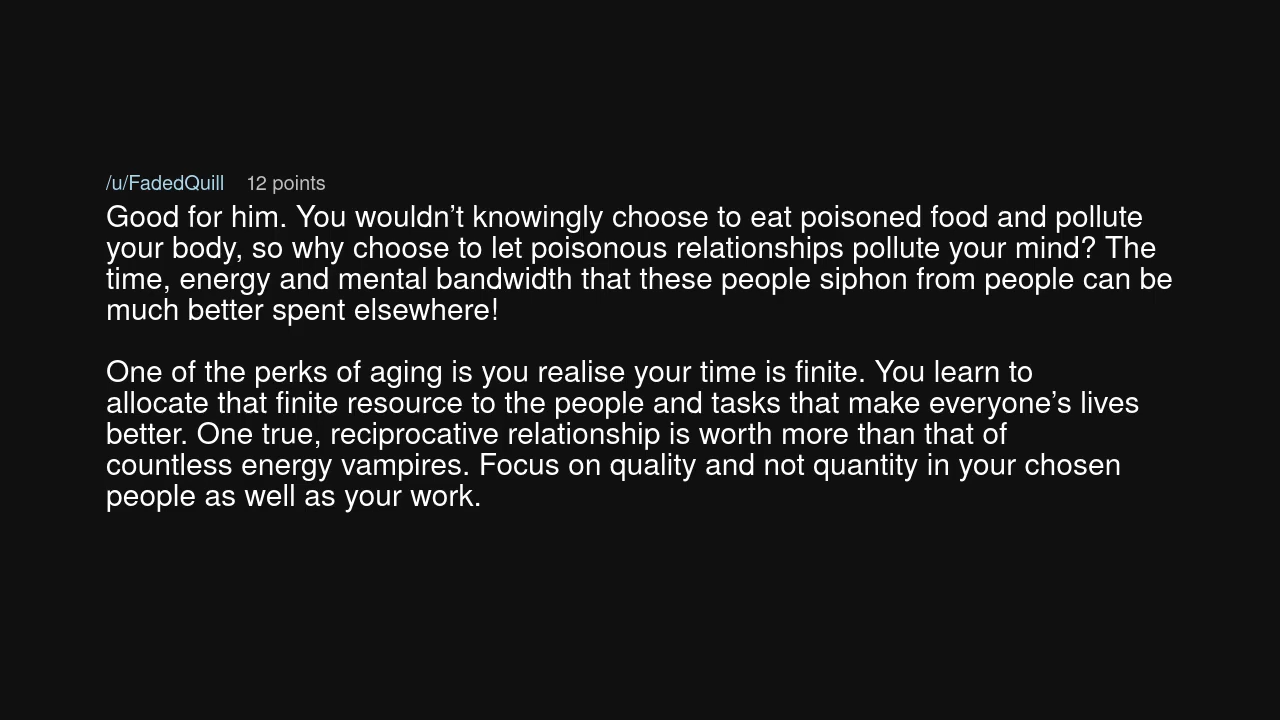 /u/FadedQuill 12 points
Good for him. You wouldn’t knowingly choose to eat poisoned food and pollute
your body, so why choose to let poisonous relationships pollute your mind? The
time, energy and mental bandwidth that these people siphon from people can be
much better spent elsewhere!
One of the perks of aging is you realise your time is finite. You learn to
allocate that finite resource to the people and tasks that make everyone’s lives
better. One true, reciprocative relationship is worth more than that of
countless energy vampires. Focus on quality and not quantity in your chosen
people as well as your work.